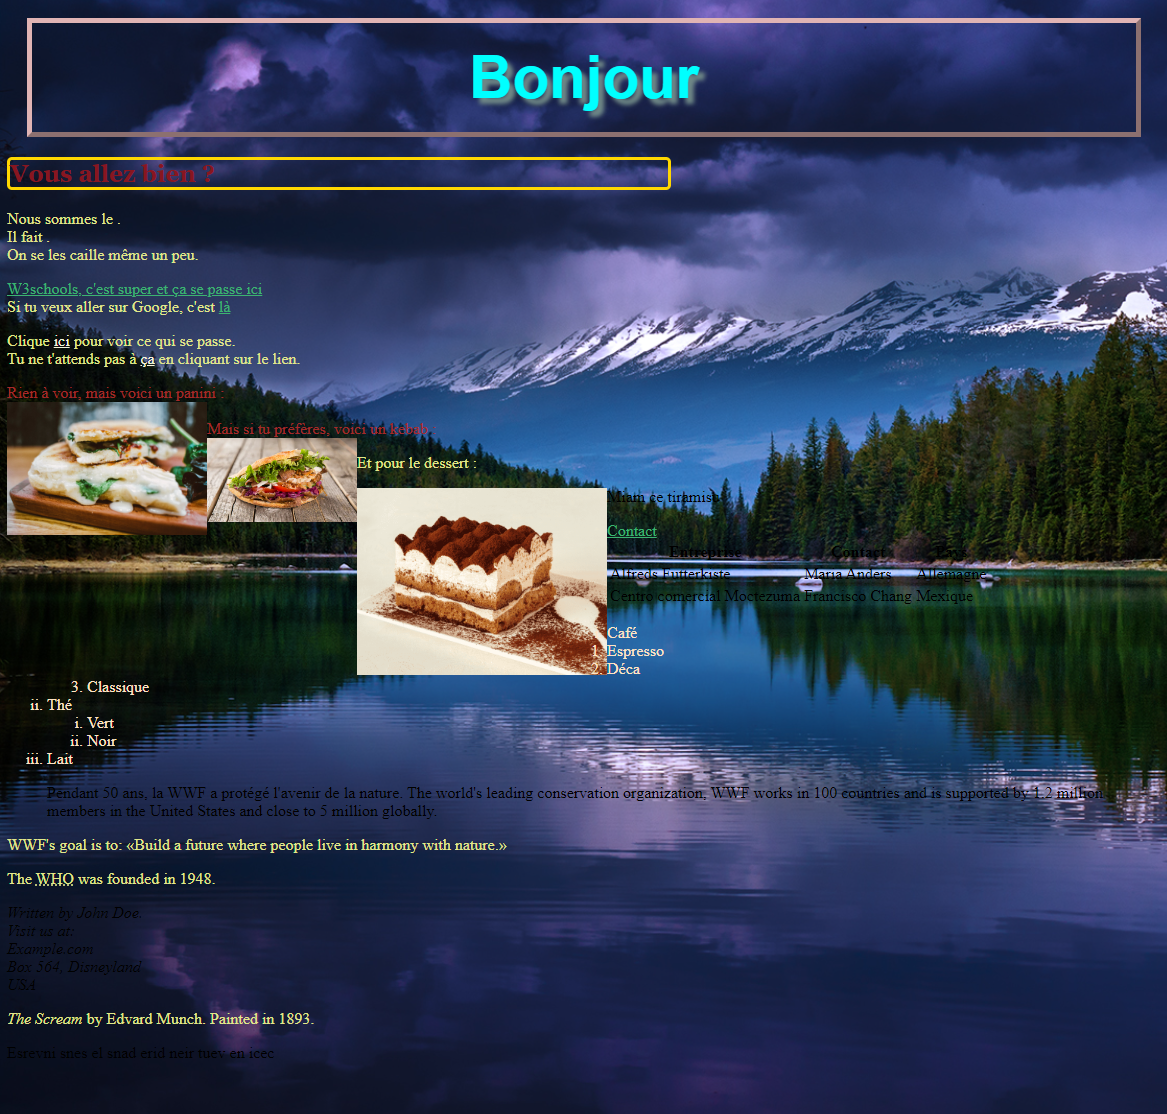 Bonjour
Vous allez bien ?
Nous sommes le .
Il fait .
On se les caille même un peu.
W3schools, c'est super et ça se passe ici
Si tu veux aller sur Google, c'est là
Clique ici pour voir ce qui se passe.
Tu ne t'attends pas à ça en cliquant sur le lien.
Rien à voir, mais voici un panini :
Mais si tu préfères, voici un kebab :
Et pour le dessert :
Miam ce tiramisu
Contact
Entreprise Contact
Alfreds Futterkiste Maria Anders Allemagne
Centro comercial Moctezuma Francisco Chang Mexique
Café
1. Espresso
2. Déca
3. Classique
ii. Thé
i. Vert
ii. Noir
iii. Lait
Pendant 50 ans, la WWF a protégé l'avenir de la nature. The world's leading conservation organization, WWF works in 100 countries and is supported by 1.2 million
members in the United States and close to 5 million globally.
WWF's goal is to: «Build a future where people live in harmony with nature.»
The WHO was founded in 1948.
Written by John Doe.
Visit us at:
Example.com
Box 564, Disneyland
USA
The Scream by Edvard Munch. Painted in 1893.
Esrevni snes el snad erid neir tuev en icec